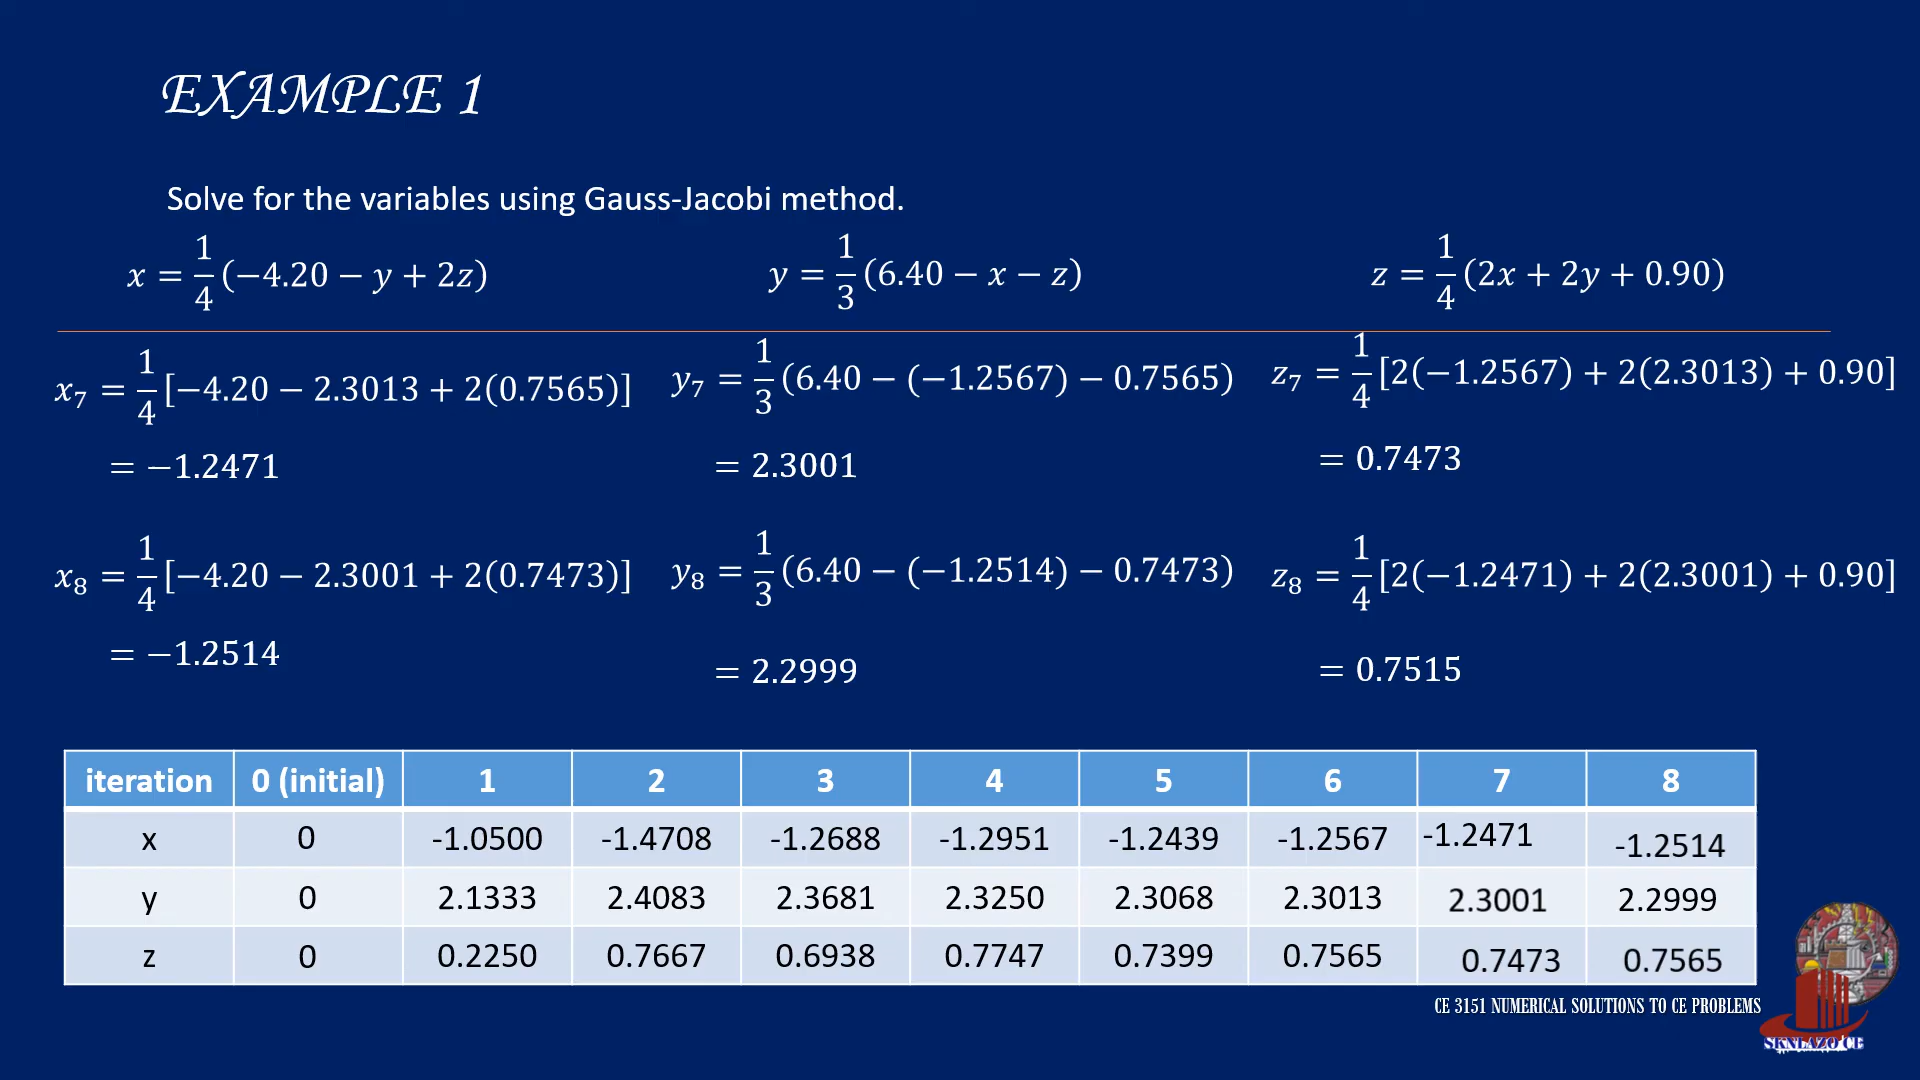 EXAMPLE 1
Solve for the variables using Gauss-Jacobi method.
x = 1/4 (−4.20 − y + 2z)
y = 1/3 (6.40 − x − z)
z = 1/4 (2x + 2y + 0.90)
x₇ = 1/4 [−4.20 − 2.3013 + 2(0.7565)]
y₇ = 1/3 (6.40 − (−1.2567) − 0.7565)
z₇ = 1/4 [2(−1.2567) + 2(2.3013) + 0.90]
= −1.2471
= 2.3001
= 0.7473
x₈ = 1/4 [−4.20 − 2.3001 + 2(0.7473)]
y₈ = 1/3 (6.40 − (−1.2514) − 0.7473)
z₈ = 1/4 [2(−1.2471) + 2(2.3001) + 0.90]
= −1.2514
= 2.2999
= 0.7515
iteration 0 (initial) 1 2 3 4 5 6 7 8
x 0 -1.0500 -1.4708 -1.2688 -1.2951 -1.2439 -1.2567 -1.2471 -1.2514
y 0 2.1333 2.4083 2.3681 2.3250 2.3068 2.3013 2.3001 2.2999
z 0 0.2250 0.7667 0.6938 0.7747 0.7399 0.7565 0.7473 0.7565
CE 3151 NUMERICAL SOLUTIONS TO CE PROBLEMS
SKNLAZO CE